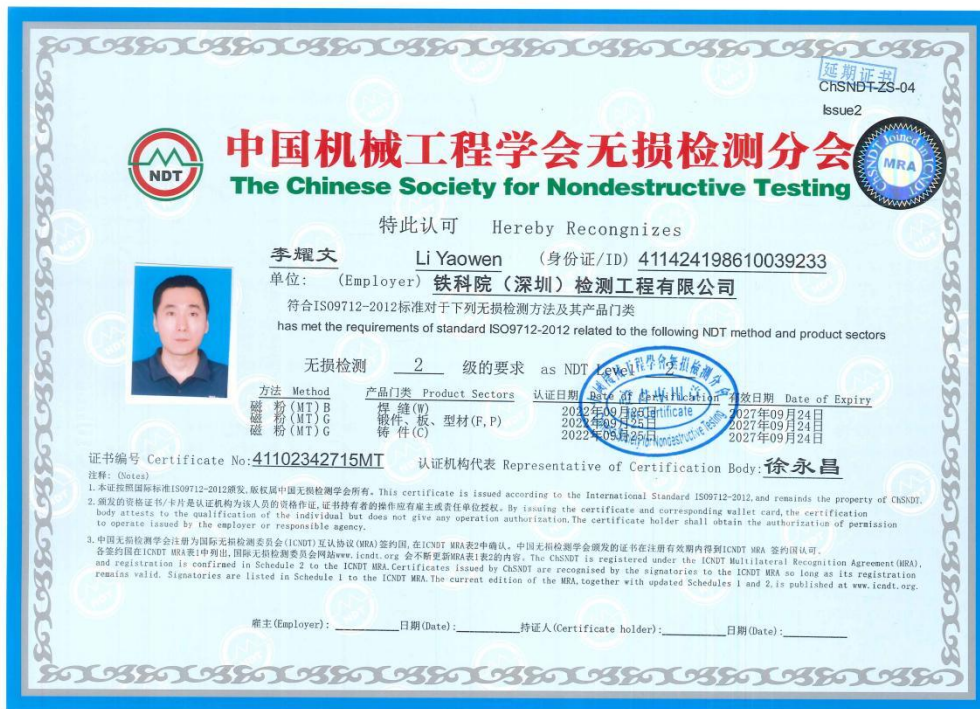 延期证书
ChSNDT-ZS-04
Issue2
NDT
中国机械工程学会无损检测分会
The Chinese Society for Nondestructive Testing
Joined in ICNDT
MRA
ChSNDT
特此认可 Hereby Recongnizes
李耀文 Li Yaowen (身份证/ID) 411424198610039233
单位: (Employer) 铁科院（深圳）检测工程有限公司
符合ISO9712-2012标准对于下列无损检测方法及其产品门类
has met the requirements of standard ISO9712-2012 related to the following NDT method and product sectors
无损检测 2 级的要求 as NDT Level 2
方法 Method 产品门类 Product Sectors 认证日期 Date of Certification 有效日期 Date of Expiry
磁 粉(MT)B 焊 缝(W) 2022年09月25日 2027年09月24日
磁 粉(MT)G 锻件、板、型材(F,P) 2022年09月25日 2027年09月24日
磁 粉(MT)G 铸 件(C) 2022年09月25日 2027年09月24日
证书编号 Certificate No:41102342715MT 认证机构代表 Representative of Certification Body:徐永昌
注释: (Notes)
1. 本证按照国际标准ISO9712-2012颁发, 版权属中国无损检测学会所有。This certificate is issued according to the International Standard ISO9712-2012, and remainds the property of ChSNDT.
2. 颁发的资格证书/卡片是认证机构为该人员的资格作证, 证书持有者的操作应有雇主或责任单位授权。By issuing the certificate and corresponding wallet card, the certification
body attests to the qualification of the individual but does not give any operation authorization. The certificate holder shall obtain the authorization of permission
to operate issued by the employer or responsible agency.
3. 中国无损检测学会注册为国际无损检测委员会(ICNDT)互认协议(MRA)签约国, 在ICNDT MRA表2中确认。中国无损检测学会颁发的证书在注册有效期内得到ICNDT MRA 签约国认可。
各签约国在ICNDT MRA表1中列出, 国际无损检测委员会网站www.icndt.org 会不断更新MRA表1表2的内容。The ChSNDT is registered under the ICNDT Multilateral Recognition Agreement(MRA),
and registration is confirmed in Schedule 2 to the ICNDT MRA. Certificates issued by ChSNDT are recognised by the signatories to the ICNDT MRA so long as its registration
remains valid. Signatories are listed in Schedule 1 to the ICNDT MRA. The current edition of the MRA, together with updated Schedules 1 and 2, is published at www.icndt.org.
雇主(Employer): 日期(Date): 持证人(Certificate holder): 日期(Date):